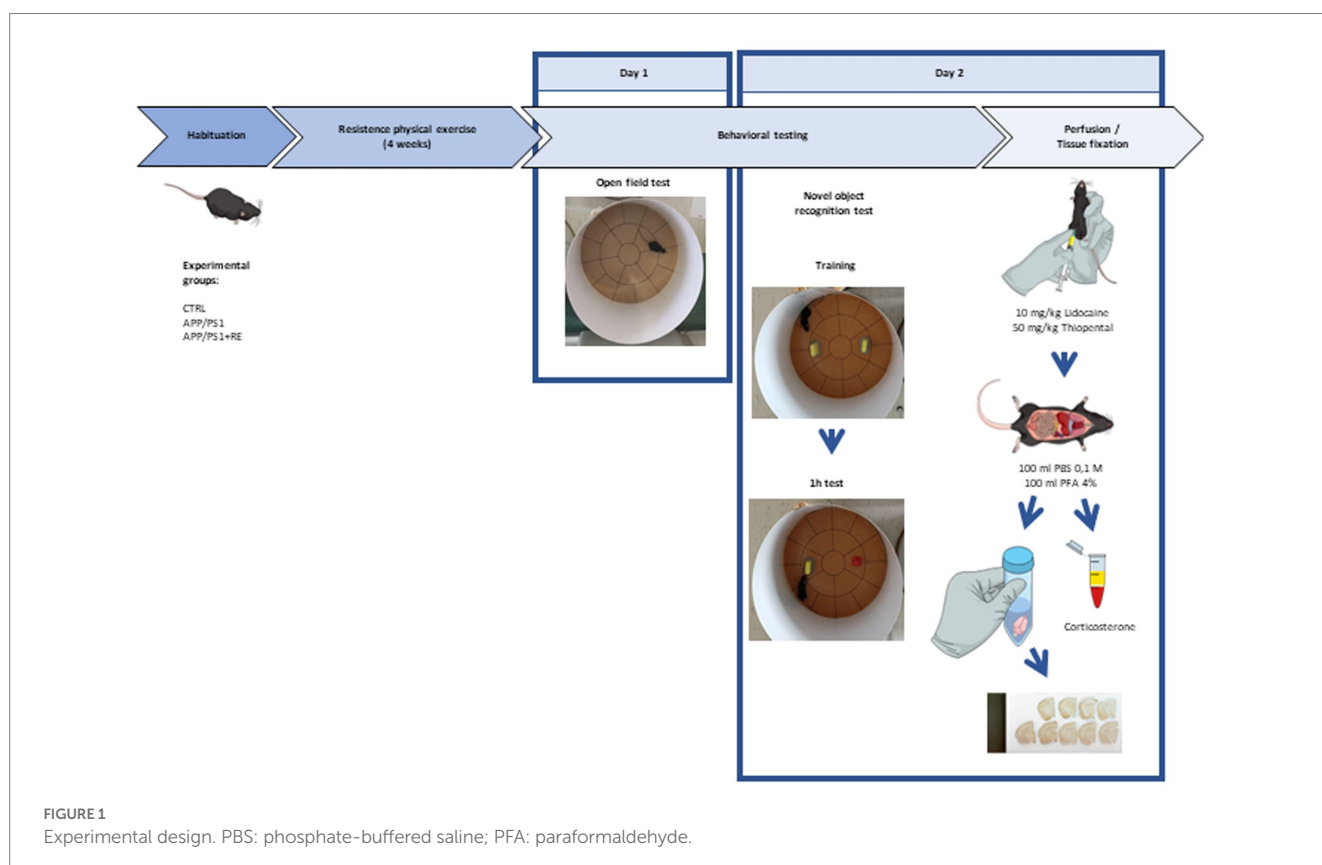 Day 1
Day 2
Habituation
Resistence physical exercise
(4 weeks)
Behavioral testing
Perfusion /
Tissue fixation
Experimental
groups:
CTRL
APP/PS1
APP/PS1+RE
Open field test
Novel object
recognition test
Training
1h test
10 mg/kg Lidocaine
50 mg/kg Thiopental
100 ml PBS 0,1 M
100 ml PFA 4%
Corticosterone
FIGURE 1
Experimental design. PBS: phosphate-buffered saline; PFA: paraformaldehyde.